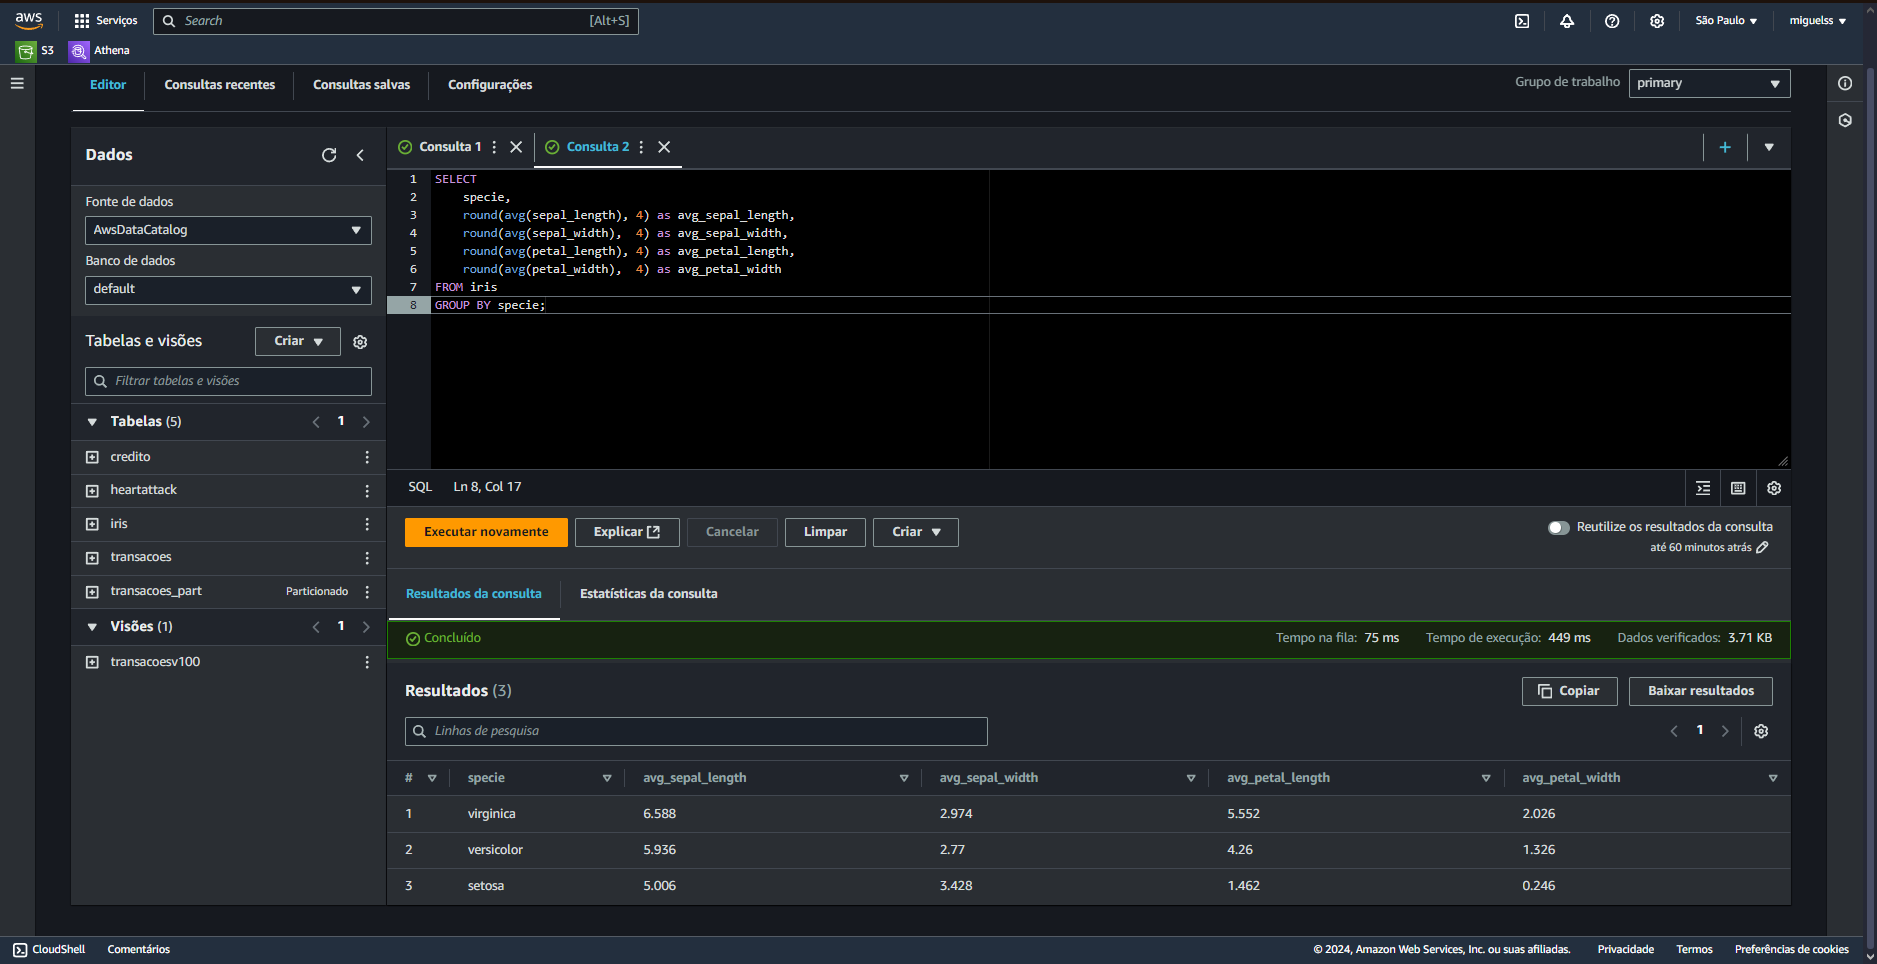 aws
Serviços
Search
[Alt+S]
São Paulo
miguelss
S3
Athena
Editor
Consultas recentes
Consultas salvas
Configurações
Grupo de trabalho
primary
Dados
Fonte de dados
AwsDataCatalog
Banco de dados
default
Tabelas e visões
Criar
Filtrar tabelas e visões
Tabelas (5)
1
credito
heartattack
iris
transacoes
transacoes_part
Particionado
Visões (1)
1
transacoesv100
Consulta 1
Consulta 2
1 SELECT
2 specie,
3 round(avg(sepal_length), 4) as avg_sepal_length,
4 round(avg(sepal_width),  4) as avg_sepal_width,
5 round(avg(petal_length), 4) as avg_petal_length,
6 round(avg(petal_width),  4) as avg_petal_width
7 FROM iris
8 GROUP BY specie;
SQL
Ln 8, Col 17
Executar novamente
Explicar
Cancelar
Limpar
Criar
Reutilize os resultados da consulta
até 60 minutos atrás
Resultados da consulta
Estatísticas da consulta
Concluído
Tempo na fila: 75 ms
Tempo de execução: 449 ms
Dados verificados: 3.71 KB
Resultados (3)
Copiar
Baixar resultados
Linhas de pesquisa
1
# specie avg_sepal_length avg_sepal_width avg_petal_length avg_petal_width
1 virginica 6.588 2.974 5.552 2.026
2 versicolor 5.936 2.77 4.26 1.326
3 setosa 5.006 3.428 1.462 0.246
CloudShell
Comentários
© 2024, Amazon Web Services, Inc. ou suas afiliadas.
Privacidade
Termos
Preferências de cookies